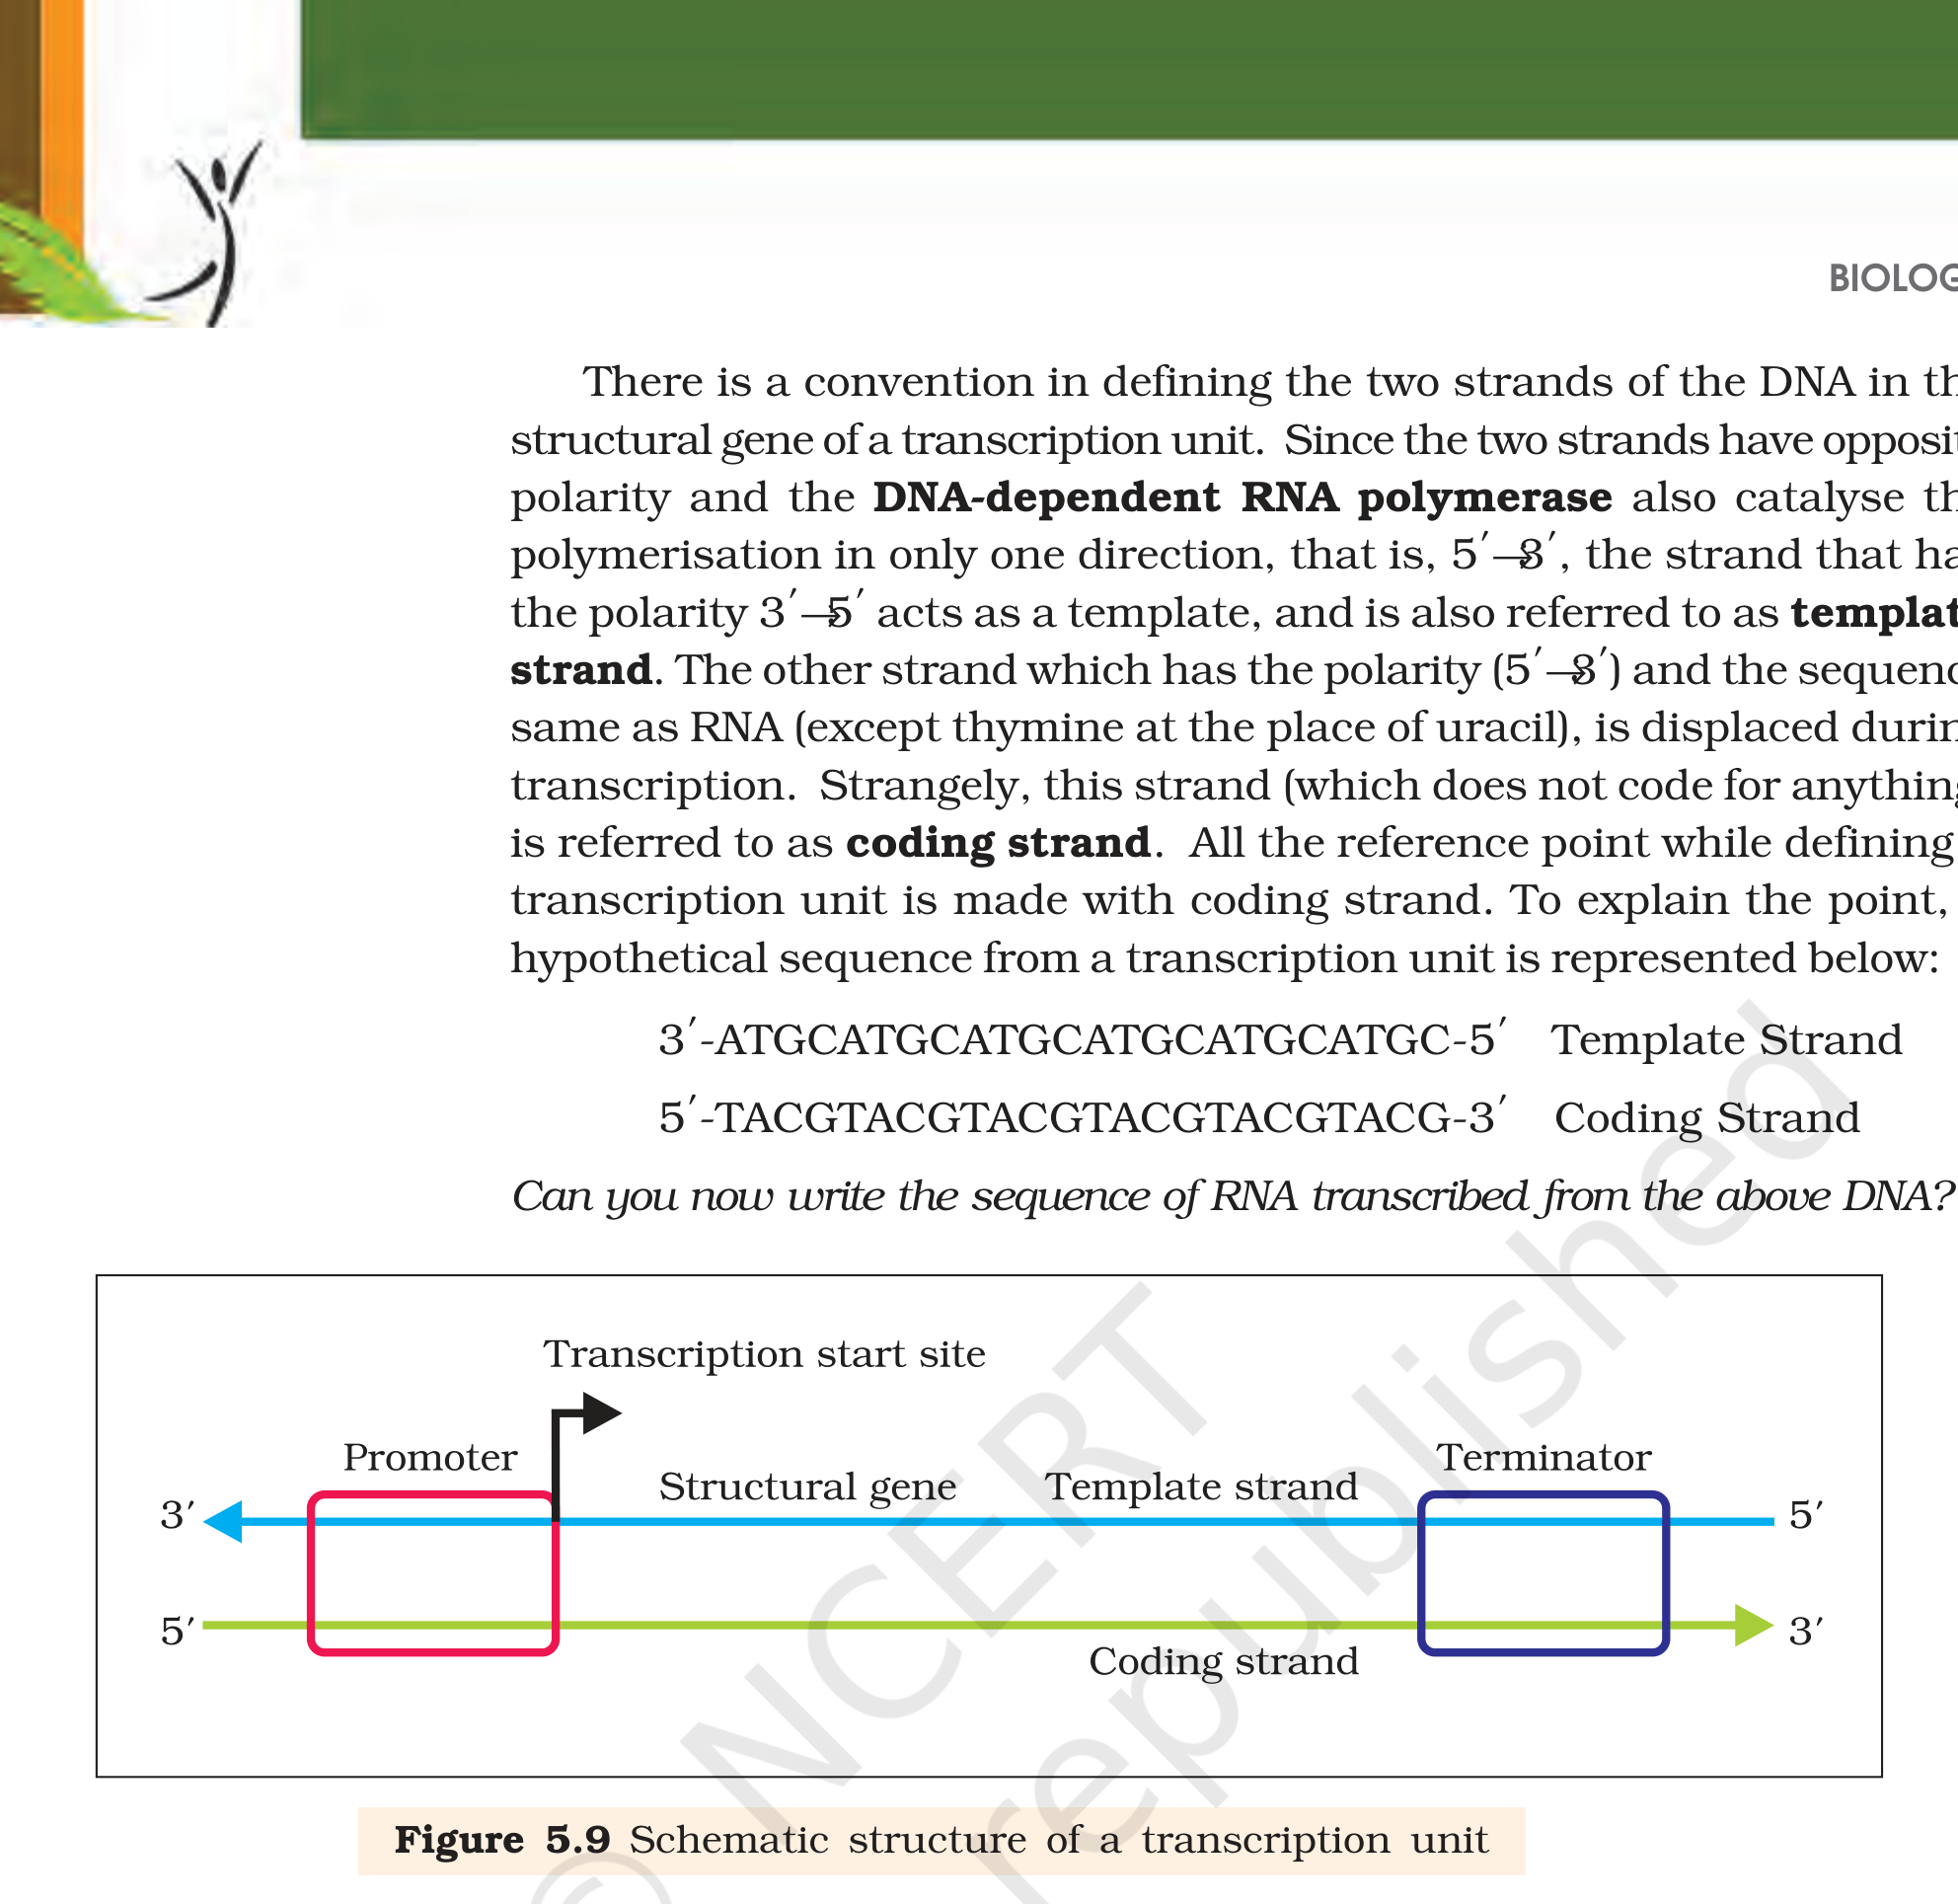 BIOLOG
There is a convention in defining the two strands of the DNA in th
structural gene of a transcription unit. Since the two strands have opposit
polarity and the DNA-dependent RNA polymerase also catalyse th
polymerisation in only one direction, that is, 5′→3′, the strand that ha
the polarity 3′→5′ acts as a template, and is also referred to as templat
strand. The other strand which has the polarity (5′→3′) and the sequenc
same as RNA (except thymine at the place of uracil), is displaced durin
transcription. Strangely, this strand (which does not code for anything
is referred to as coding strand. All the reference point while defining
transcription unit is made with coding strand. To explain the point,
hypothetical sequence from a transcription unit is represented below:
3′-ATGCATGCATGCATGCATGCATGC-5′ Template Strand
5′-TACGTACGTACGTACGTACGTACG-3′ Coding Strand
Can you now write the sequence of RNA transcribed from the above DNA?
Transcription start site
Promoter
Structural gene
Template strand
Terminator
3′
5′
5′
3′
Coding strand
Figure 5.9 Schematic structure of a transcription unit
© NCERT
republished